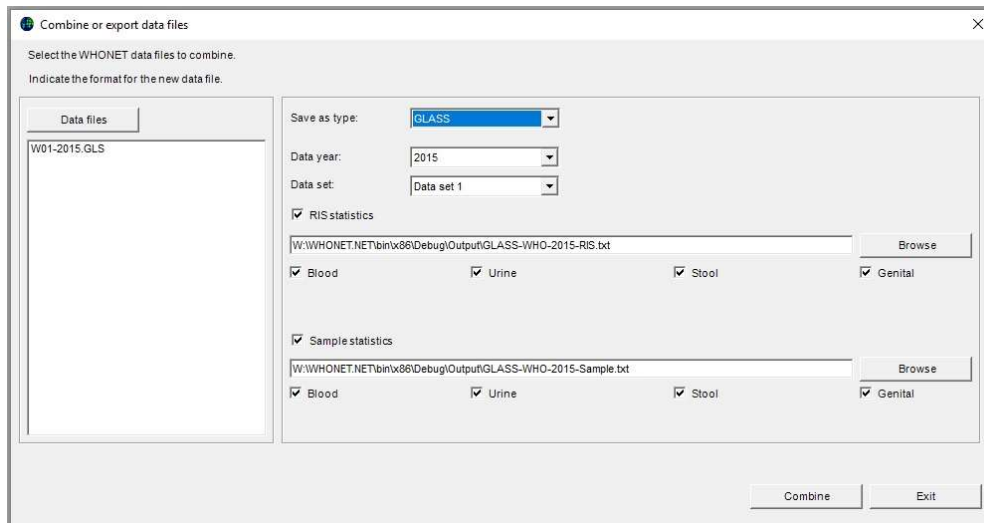 Combine or export data files
Select the WHONET data files to combine.
Indicate the format for the new data file.
Data files
W01-2015.GLS
Save as type: GLASS
Data year: 2015
Data set: Data set 1
RIS statistics
W:\WHONET.NET\bin\x86\Debug\Output\GLASS-WHO-2015-RIS.txt Browse
Blood Urine Stool Genital
Sample statistics
W:\WHONET.NET\bin\x86\Debug\Output\GLASS-WHO-2015-Sample.txt Browse
Blood Urine Stool Genital
Combine Exit